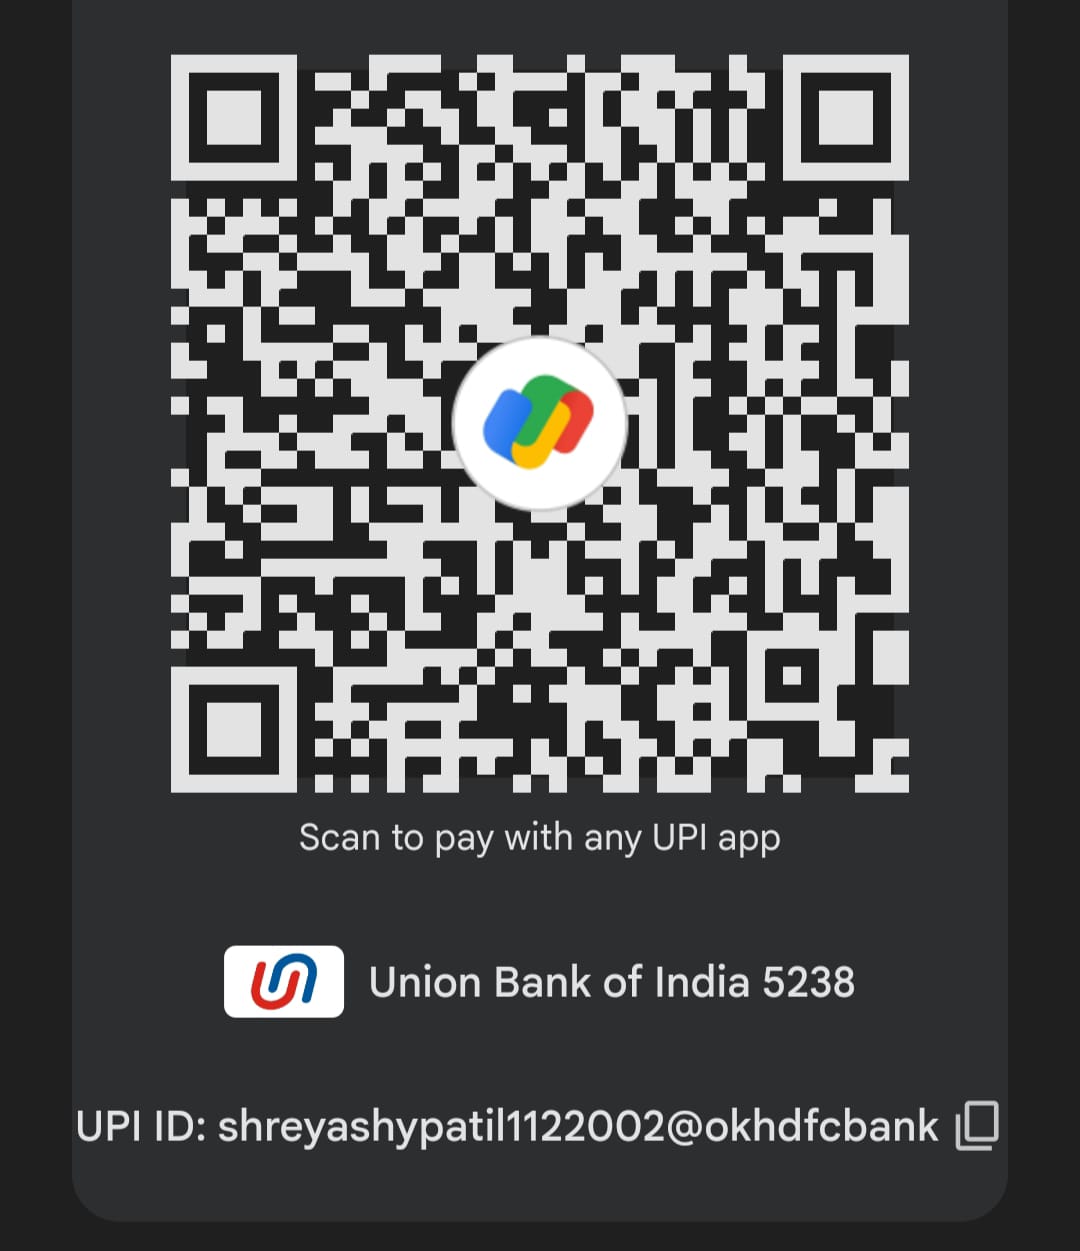 Scan to pay with any UPI app
Union Bank of India 5238
UPI ID: shreyashypatil1122002@okhdfcbank